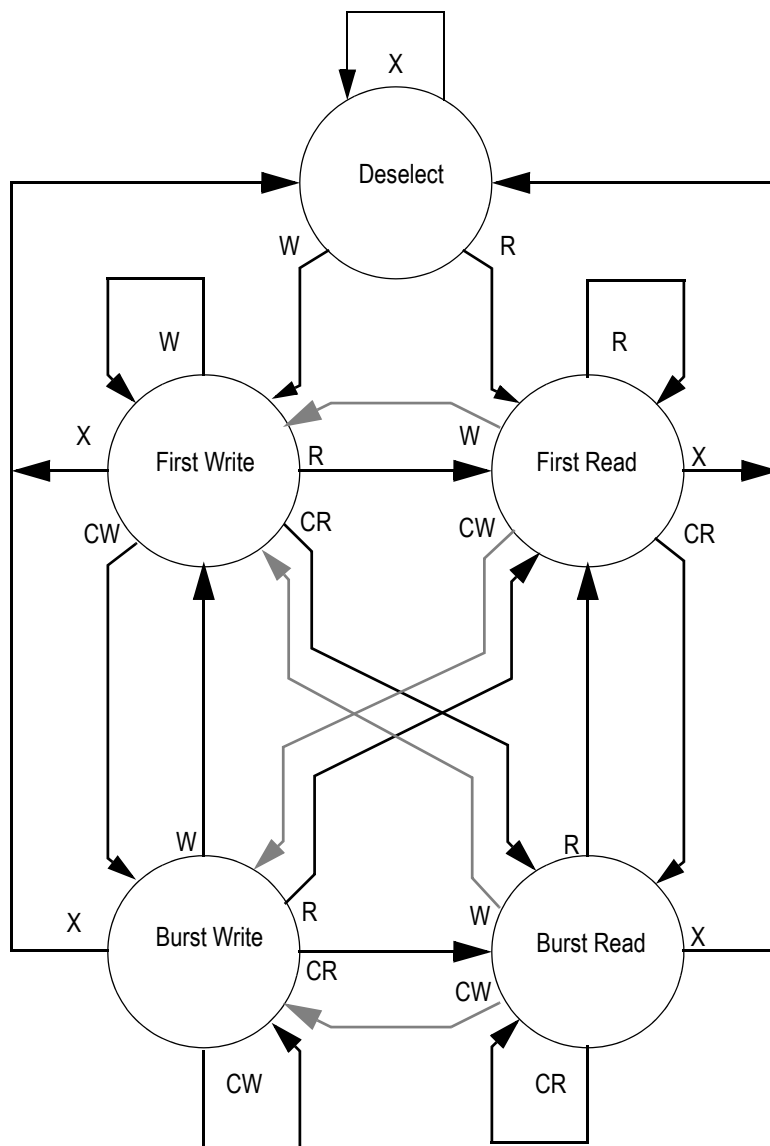 X
Deselect
W
R
W
R
X
First Write
R
W
First Read
X
CW
CR
CW
CR
W
R
X
Burst Write
R
W
Burst Read
X
CR
CW
CW
CR